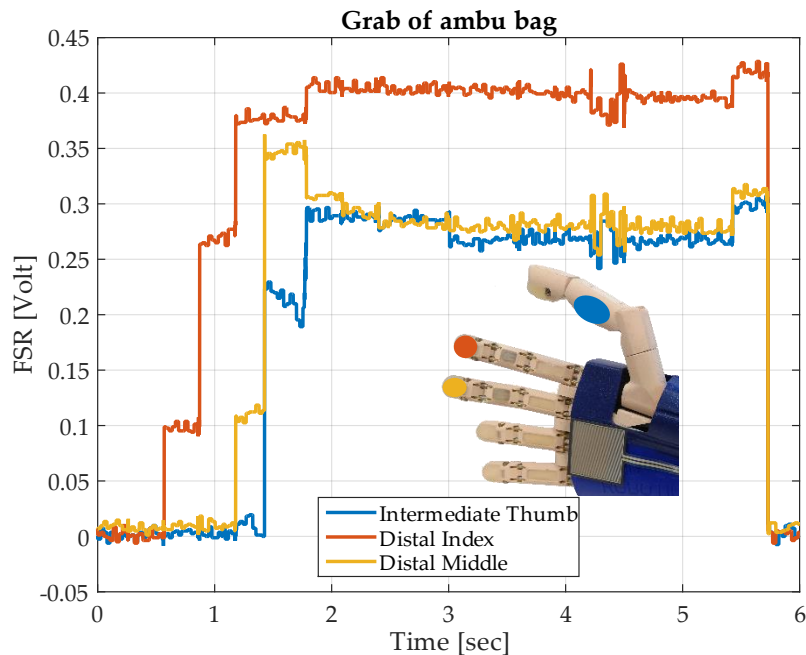 Grab of ambu bag
FSR [Volt]
0.45
0.4
0.35
0.3
0.25
0.2
0.15
0.1
0.05
0
-0.05
Intermediate Thumb
Distal Index
Distal Middle
0 1 2 3 4 5 6
Time [sec]